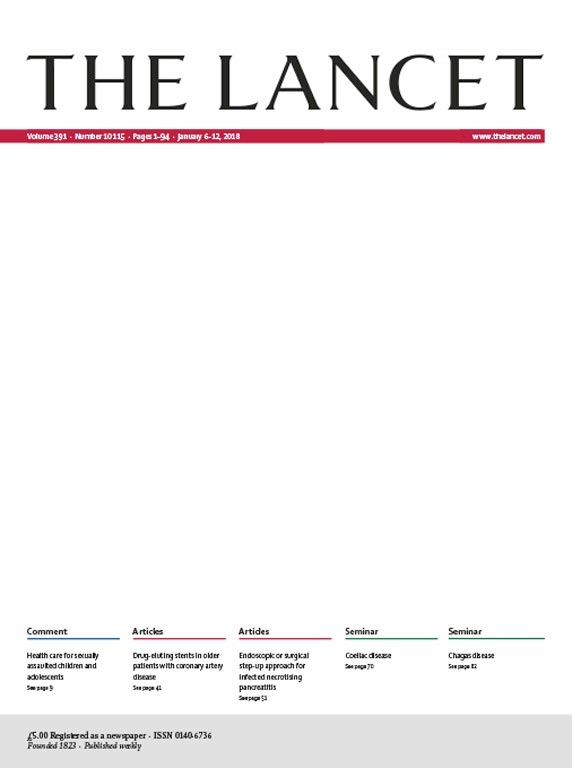 THE LANCET
Volume 391 · Number 10115 · Pages 1–94 · January 6–12, 2018
www.thelancet.com
Comment
Health care for sexually
assaulted children and
adolescents
See page 9
Articles
Drug-eluting stents in older
patients with coronary artery
disease
See page 41
Articles
Endoscopic or surgical
step-up approach for
infected necrotising
pancreatitis
See page 51
Seminar
Coeliac disease
See page 70
Seminar
Chagas disease
See page 82
£5.00 Registered as a newspaper · ISSN 0140-6736
Founded 1823 · Published weekly